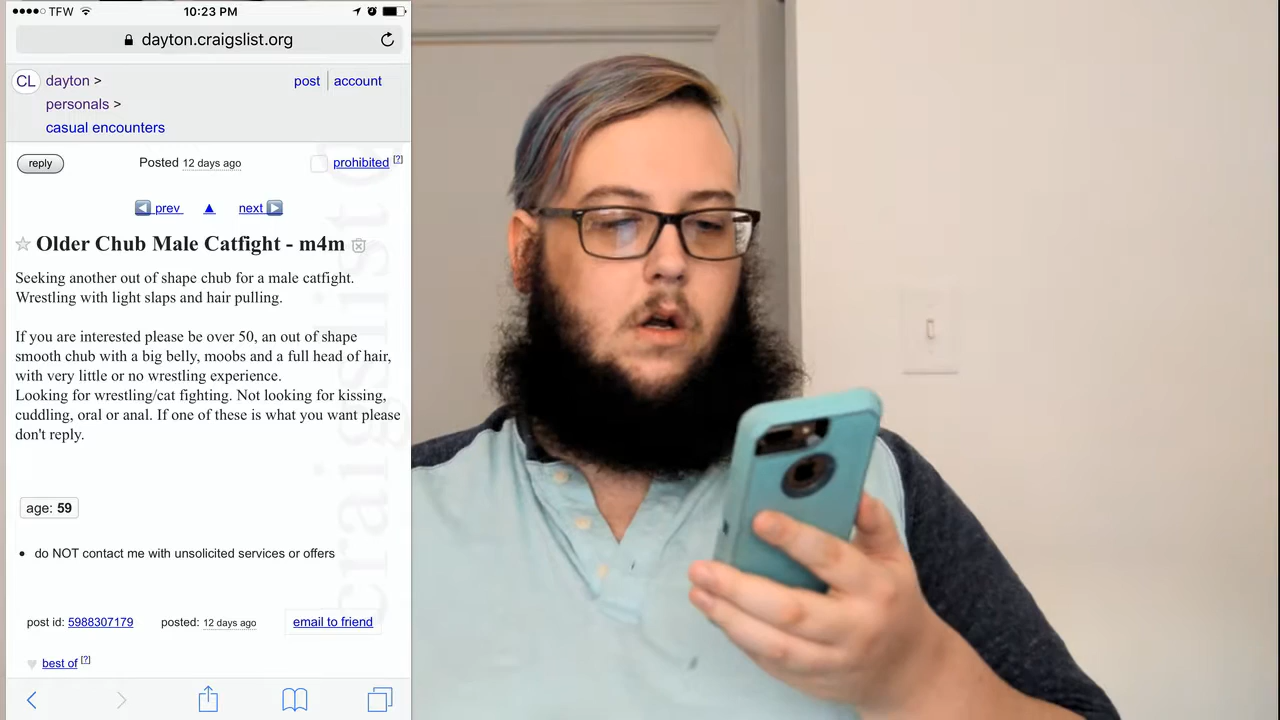 TFW 10:23 PM
dayton.craigslist.org
CL dayton > post account
personals >
casual encounters
reply Posted 12 days ago prohibited [?]
prev next
Older Chub Male Catfight - m4m
Seeking another out of shape chub for a male catfight.
Wrestling with light slaps and hair pulling.
If you are interested please be over 50, an out of shape
smooth chub with a big belly, moobs and a full head of hair,
with very little or no wrestling experience.
Looking for wrestling/cat fighting. Not looking for kissing,
cuddling, oral or anal. If one of these is what you want please
don't reply.
age: 59
do NOT contact me with unsolicited services or offers
post id: 5988307179 posted: 12 days ago email to friend
best of [?]
craigslist